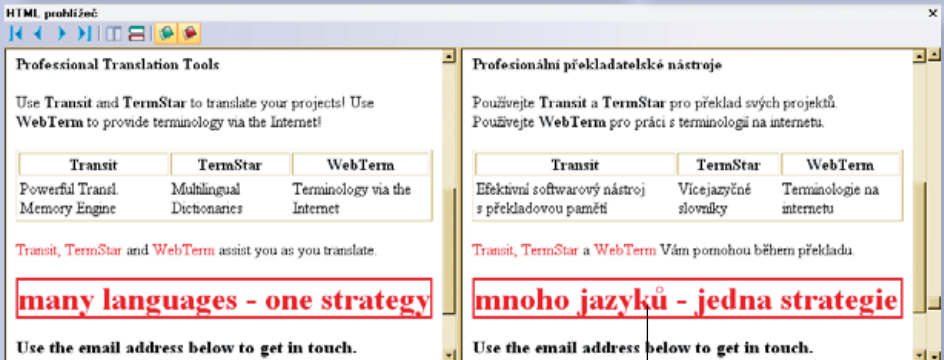 HTML prohlížeč
Professional Translation Tools
Use Transit and TermStar to translate your projects! Use
WebTerm to provide terminology via the Internet!
Transit TermStar WebTerm
Powerful Transl. Multilingual Terminology via the
Memory Engine Dictionaries Internet
Transit, TermStar and WebTerm assist you as you translate.
many languages - one strategy
Use the email address below to get in touch.
Profesionální překladatelské nástroje
Používejte Transit a TermStar pro překlad svých projektů.
Používejte WebTerm pro práci s terminologií na internetu.
Transit TermStar WebTerm
Efektivní softwarový nástroj Vícejazyčné Terminologie na
s překladovou pamětí slovníky internetu
Transit, TermStar a WebTerm Vám pomohou během překladu.
mnoho jazyků - jedna strategie
Use the email address below to get in touch.